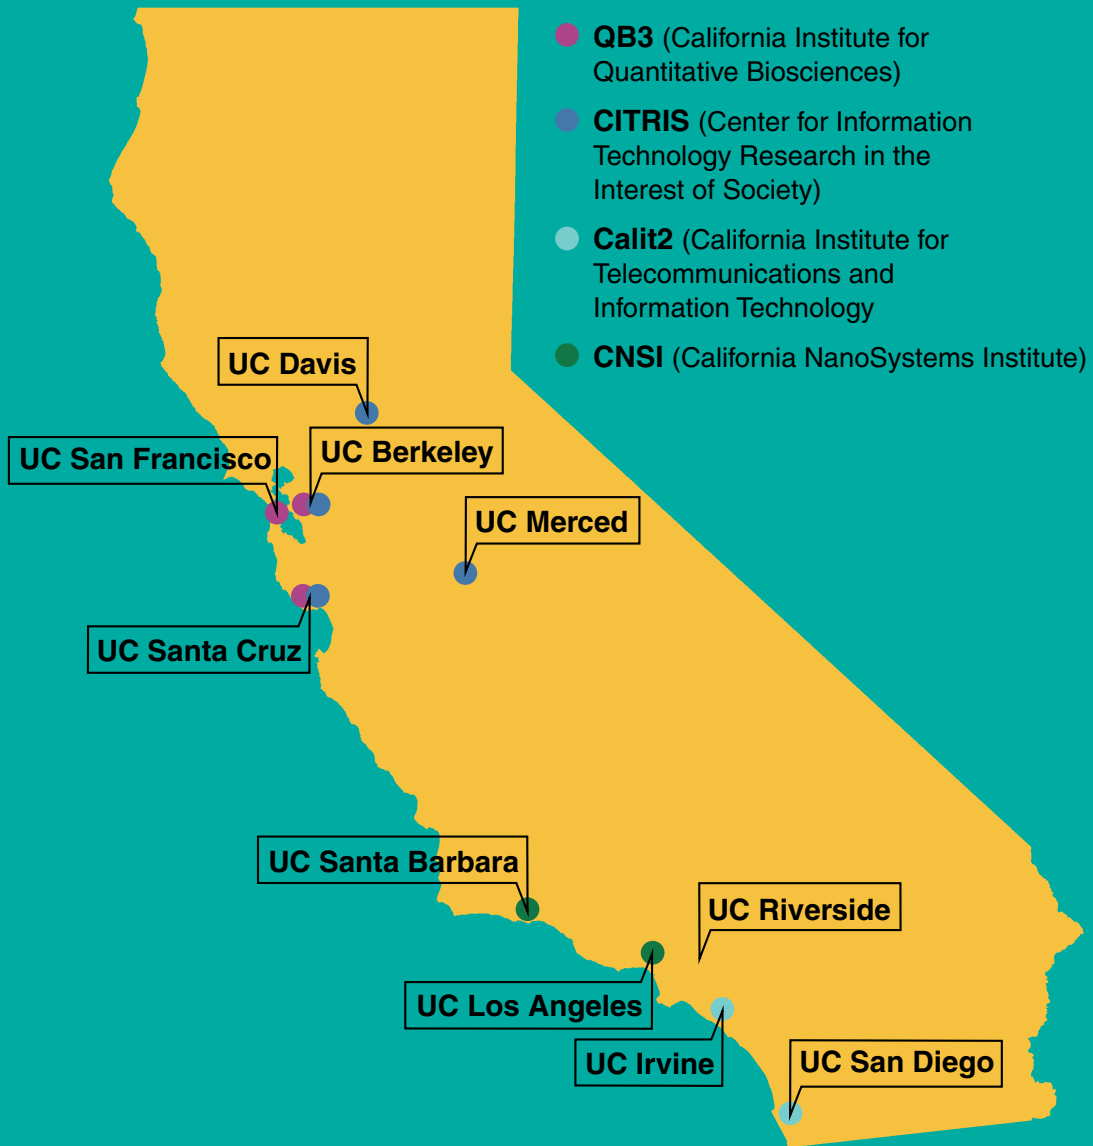 QB3 (California Institute for
Quantitative Biosciences)
CITRIS (Center for Information
Technology Research in the
Interest of Society)
Calit2 (California Institute for
Telecommunications and
Information Technology
CNSI (California NanoSystems Institute)
UC Davis
UC San Francisco
UC Berkeley
UC Merced
UC Santa Cruz
UC Santa Barbara
UC Riverside
UC Los Angeles
UC Irvine
UC San Diego